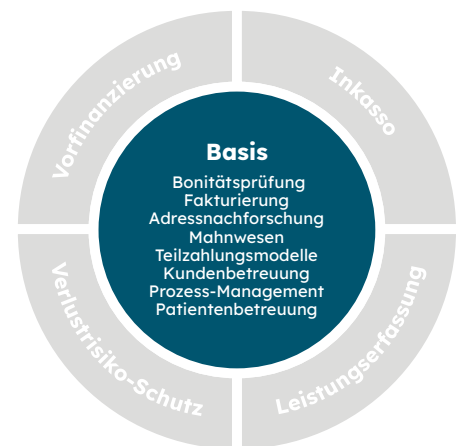 Vorfinanzierung
Inkasso
Basis
Bonitätsprüfung
Fakturierung
Adressnachforschung
Mahnwesen
Teilzahlungsmodelle
Kundenbetreuung
Prozess-Management
Patientenbetreuung
Verlustrisiko-Schutz
Leistungserfassung